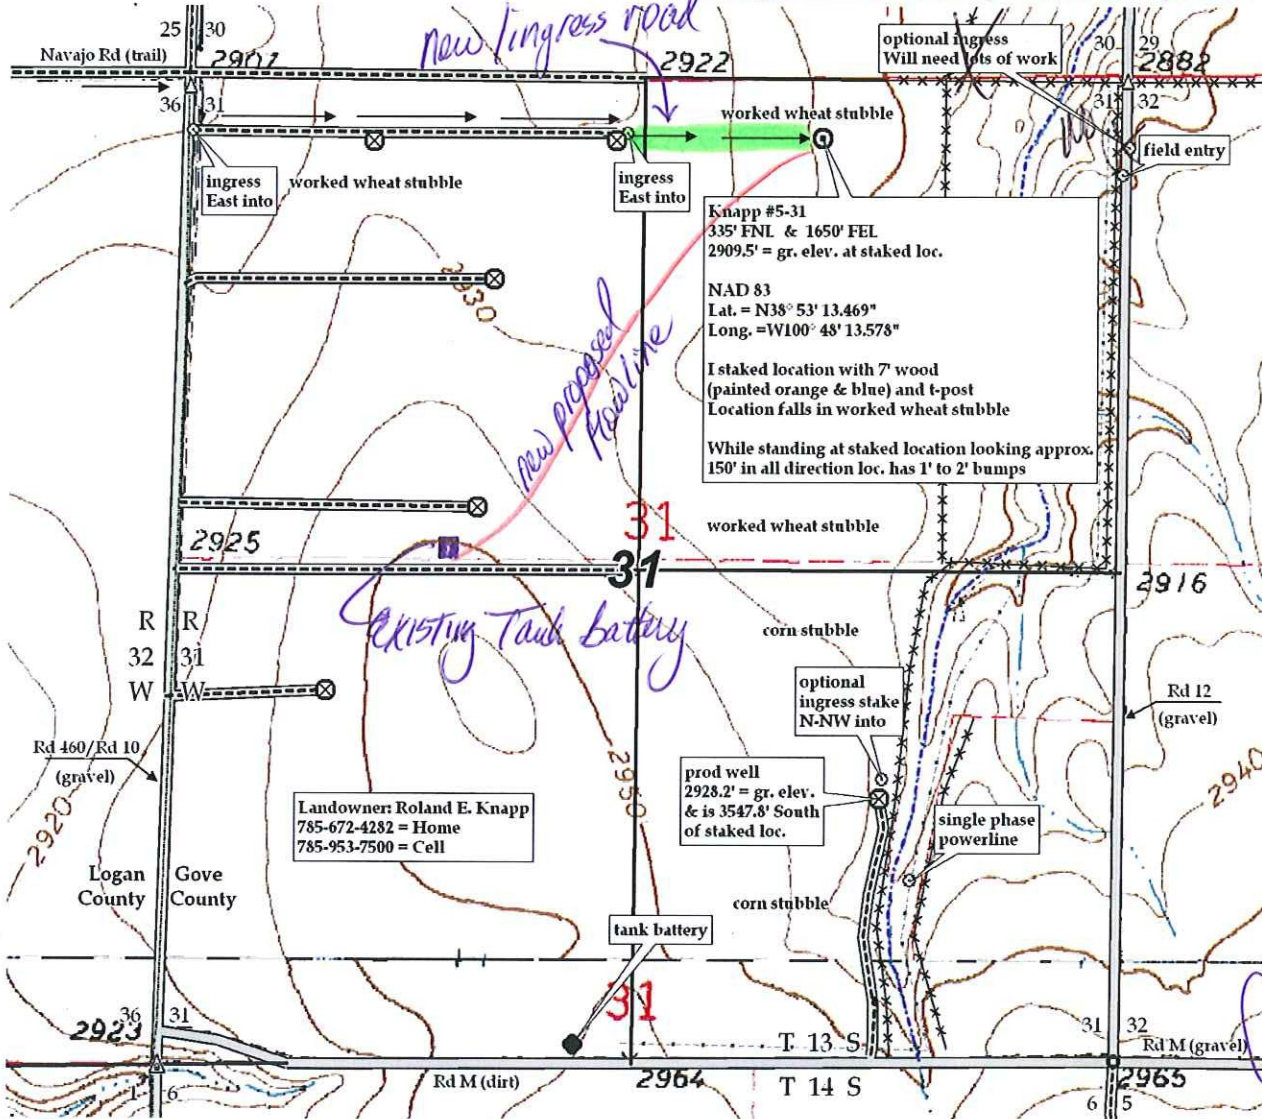 new ingress road
25 30
Navajo Rd (trail)
2901
2922
optional ingress
Will need lots of work
30 29
2882
36 31
31 32
worked wheat stubble
field entry
ingress
East into
worked wheat stubble
ingress
East into
Knapp #5-31
335' FNL & 1650' FEL
2909.5' = gr. elev. at staked loc.
NAD 83
Lat. = N38° 53' 13.469"
Long. =W100° 48' 13.578"
I staked location with 7' wood
(painted orange & blue) and t-post
Location falls in worked wheat stubble
While standing at staked location looking approx.
150' in all direction loc. has 1' to 2' bumps
2930
new proposed
flow line
31
worked wheat stubble
2925
31
2916
Existing Tank battery
R R
32 31
W W
corn stubble
optional
ingress stake
N-NW into
Rd 12
(gravel)
Rd 460/Rd 10
(gravel)
prod well
2928.2' = gr. elev.
& is 3547.8' South
of staked loc.
2950
2940
2920
Landowner: Roland E. Knapp
785-672-4282 = Home
785-953-7500 = Cell
single phase
powerline
Logan
County
Gove
County
corn stubble
tank battery
31
36 31
2923
31 32
T 13 S
Rd M (gravel)
Rd M (dirt)
2964
T 14 S
2965
1 6
6 5